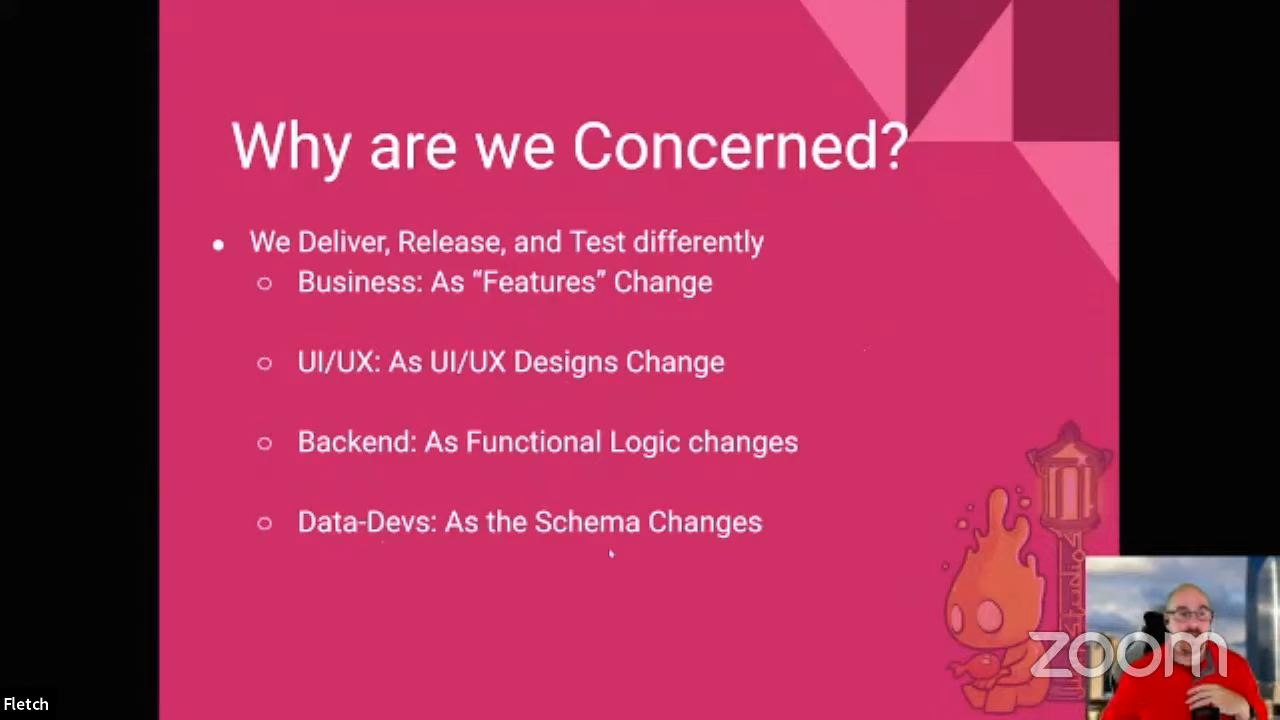 Why are we Concerned?
We Deliver, Release, and Test differently
Business: As “Features” Change
UI/UX: As UI/UX Designs Change
Backend: As Functional Logic changes
Data-Devs: As the Schema Changes
zoom
Fletch